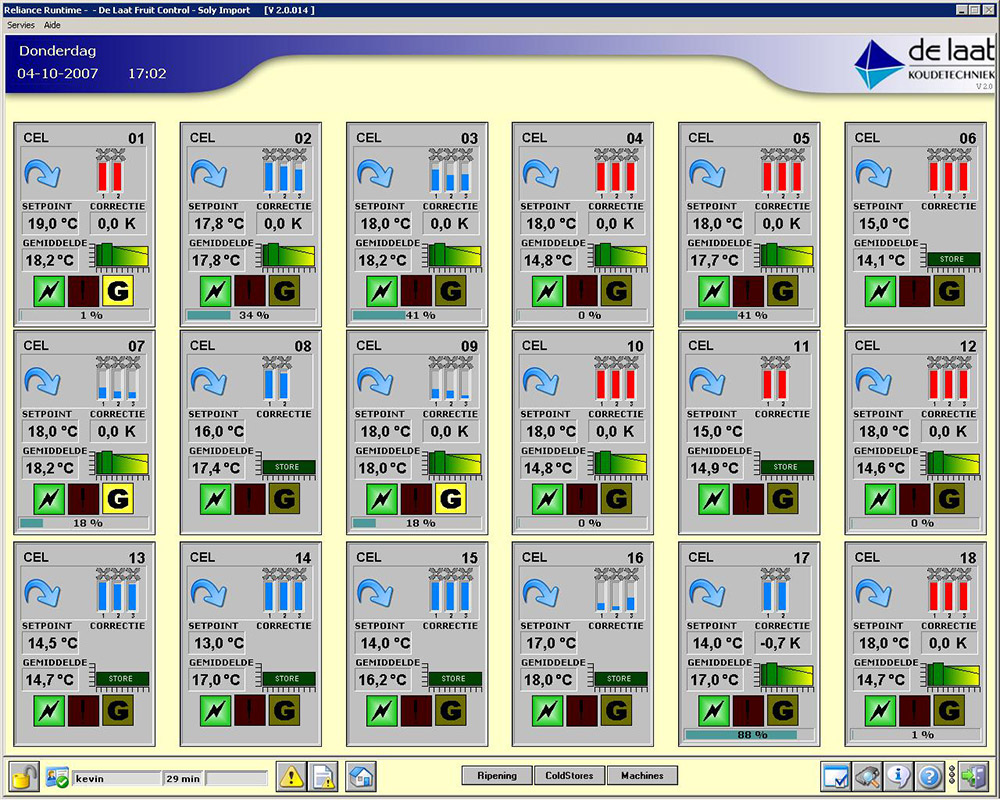 Reliance Runtime - - De Laat Fruit Control - Soly Import [V 2.0.014 ]
Servies Aide
Donderdag
04-10-2007 17:02
de laat
KOUDETECHNIEK
V 2.0
CEL 01
1 2
SETPOINT CORRECTIE
19,0 °C 0,0 K
GEMIDDELDE
18,2 °C
! G
1 %
CEL 02
1 2 3
SETPOINT CORRECTIE
17,8 °C 0,0 K
GEMIDDELDE
17,8 °C
! G
34 %
CEL 03
1 2 3
SETPOINT CORRECTIE
18,0 °C 0,0 K
GEMIDDELDE
18,2 °C
! G
41 %
CEL 04
1 2 3
SETPOINT CORRECTIE
18,0 °C 0,0 K
GEMIDDELDE
14,8 °C
! G
0 %
CEL 05
1 2 3
SETPOINT CORRECTIE
18,0 °C 0,0 K
GEMIDDELDE
17,7 °C
! G
41 %
CEL 06
1 2 3
SETPOINT CORRECTIE
15,0 °C
GEMIDDELDE
14,1 °C STORE
! G
CEL 07
1 2 3
SETPOINT CORRECTIE
18,0 °C 0,0 K
GEMIDDELDE
18,2 °C
! G
18 %
CEL 08
1 2
SETPOINT CORRECTIE
16,0 °C
GEMIDDELDE
17,4 °C STORE
! G
CEL 09
1 2 3
SETPOINT CORRECTIE
18,0 °C 0,0 K
GEMIDDELDE
18,0 °C
! G
18 %
CEL 10
1 2 3
SETPOINT CORRECTIE
18,0 °C 0,0 K
GEMIDDELDE
14,8 °C
! G
0 %
CEL 11
1 2
SETPOINT CORRECTIE
15,0 °C
GEMIDDELDE
14,9 °C STORE
! G
CEL 12
1 2 3
SETPOINT CORRECTIE
18,0 °C 0,0 K
GEMIDDELDE
14,6 °C
! G
0 %
CEL 13
1 2 3
SETPOINT CORRECTIE
14,5 °C
GEMIDDELDE
14,7 °C STORE
! G
CEL 14
1 2 3
SETPOINT CORRECTIE
13,0 °C
GEMIDDELDE
17,0 °C STORE
! G
CEL 15
1 2 3
SETPOINT CORRECTIE
14,0 °C
GEMIDDELDE
16,2 °C STORE
! G
CEL 16
1 2 3
SETPOINT CORRECTIE
17,0 °C
GEMIDDELDE
18,0 °C STORE
! G
CEL 17
1 2
SETPOINT CORRECTIE
14,0 °C -0,7 K
GEMIDDELDE
17,0 °C
! G
88 %
CEL 18
1 2 3
SETPOINT CORRECTIE
18,0 °C 0,0 K
GEMIDDELDE
14,7 °C
! G
1 %
kevin 29 min Ripening ColdStores Machines